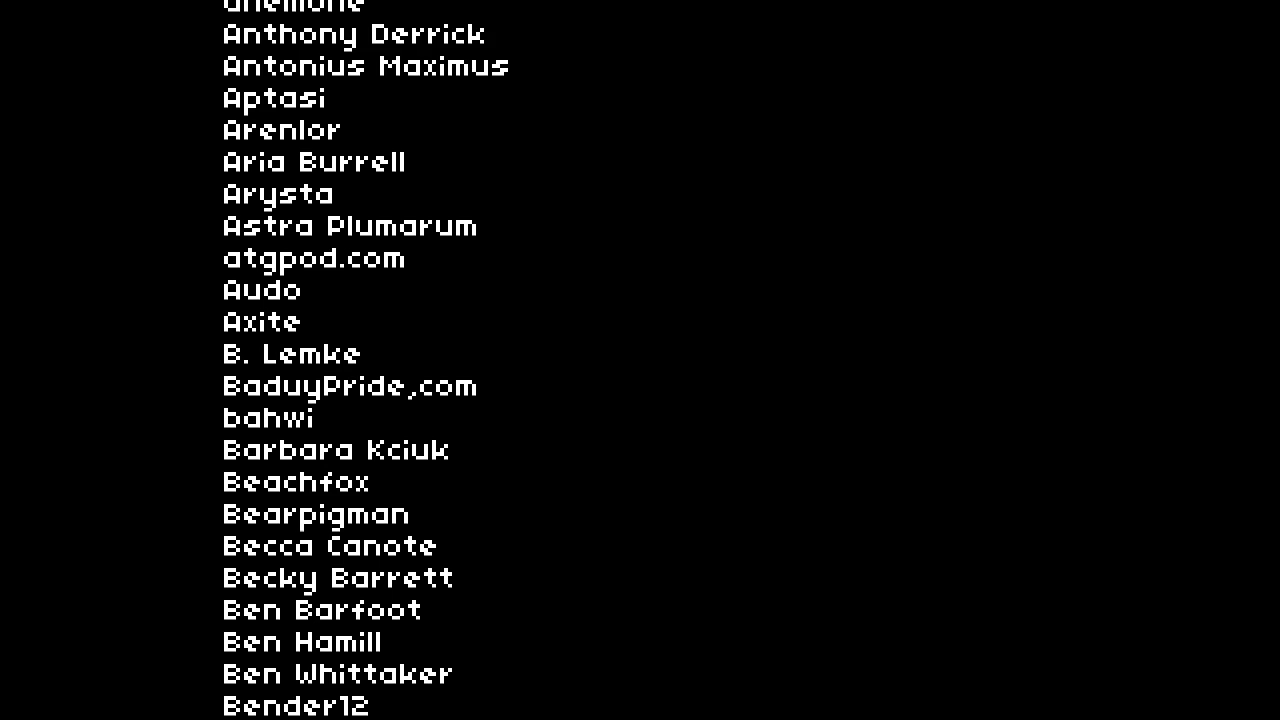 anemone
Anthony Derrick
Antonius Maximus
Aptasi
Arenlor
Aria Burrell
Arysta
Astra Plumarum
atgpod.com
Audo
Axite
B. Lemke
BaduyPride,com
bahwi
Barbara Kciuk
Beachfox
Bearpigman
Becca Canote
Becky Barrett
Ben Barfoot
Ben Hamill
Ben Whittaker
Bender12